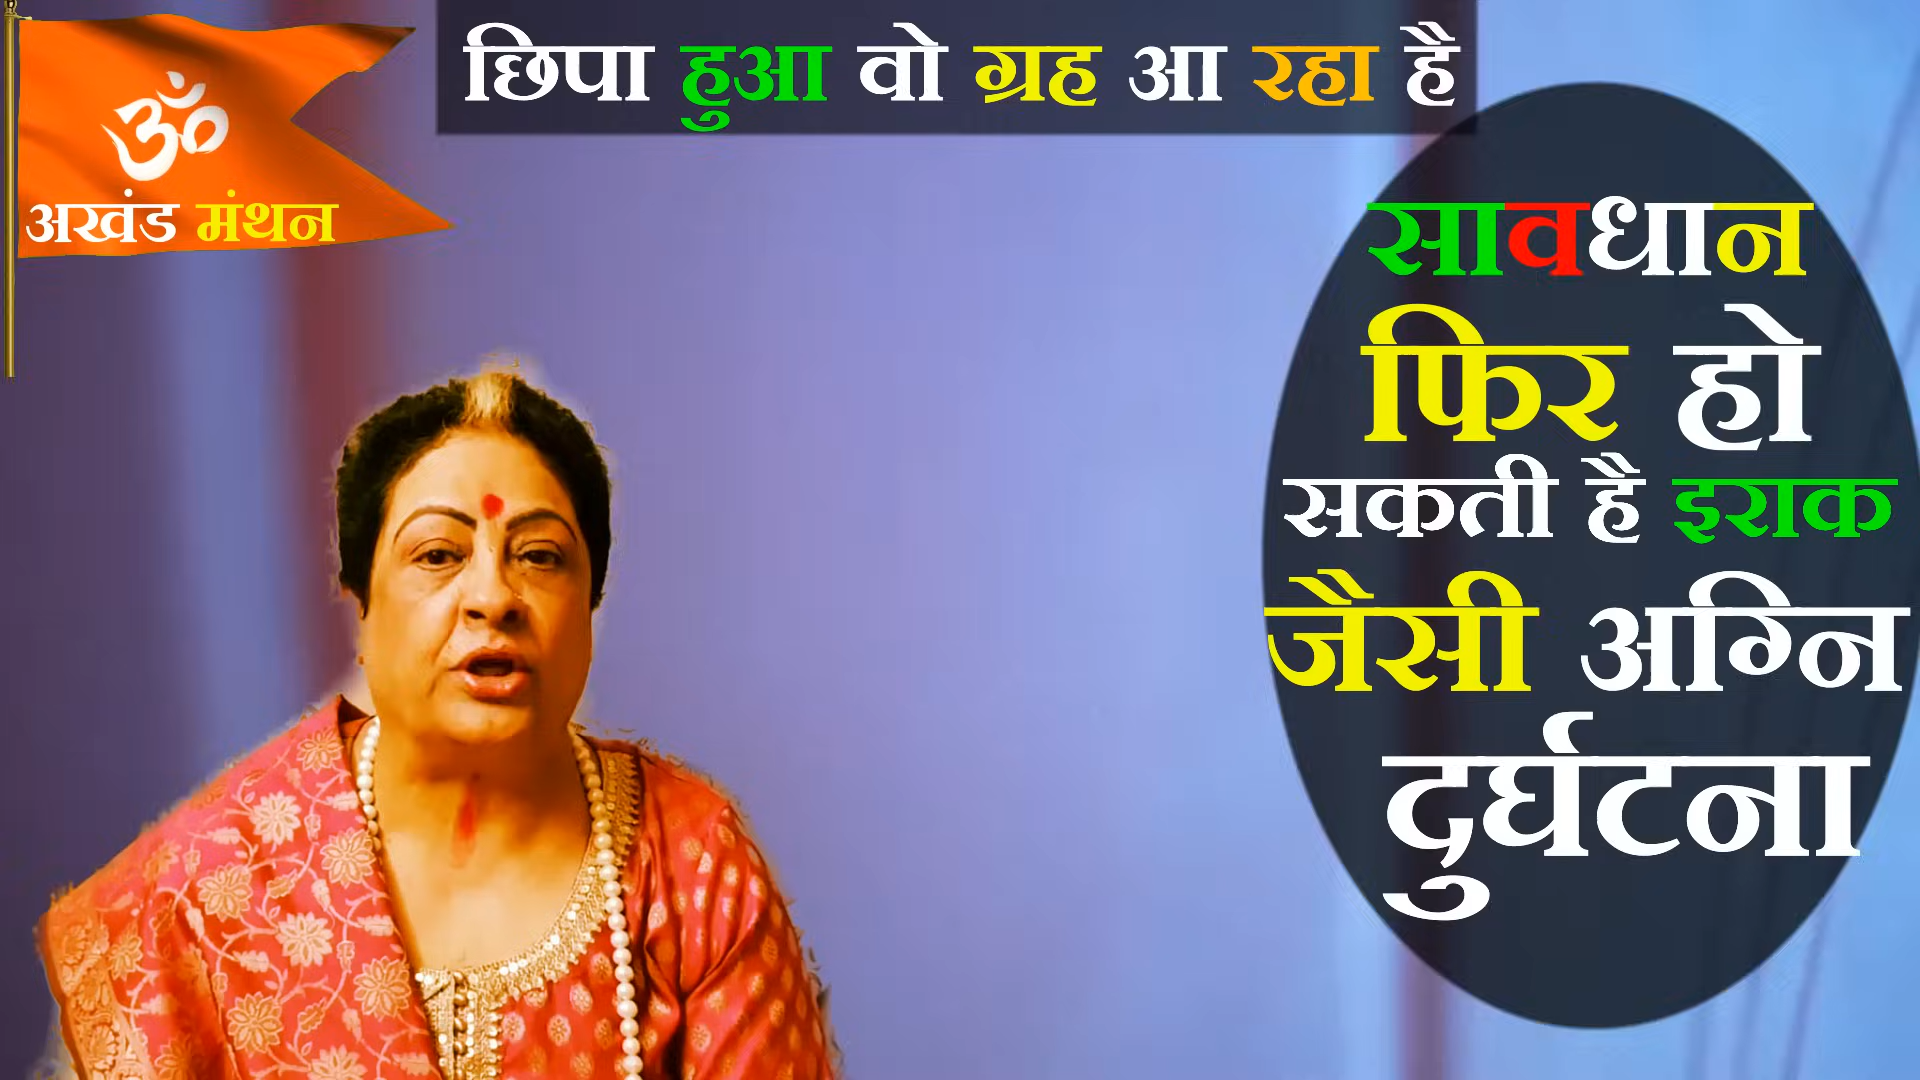 छिपा हुआ वो ग्रह आ रहा है
ॐ
अखंड मंथन
सावधान
फिर हो
सकती है इराक
जैसी अग्नि
दुर्घटना